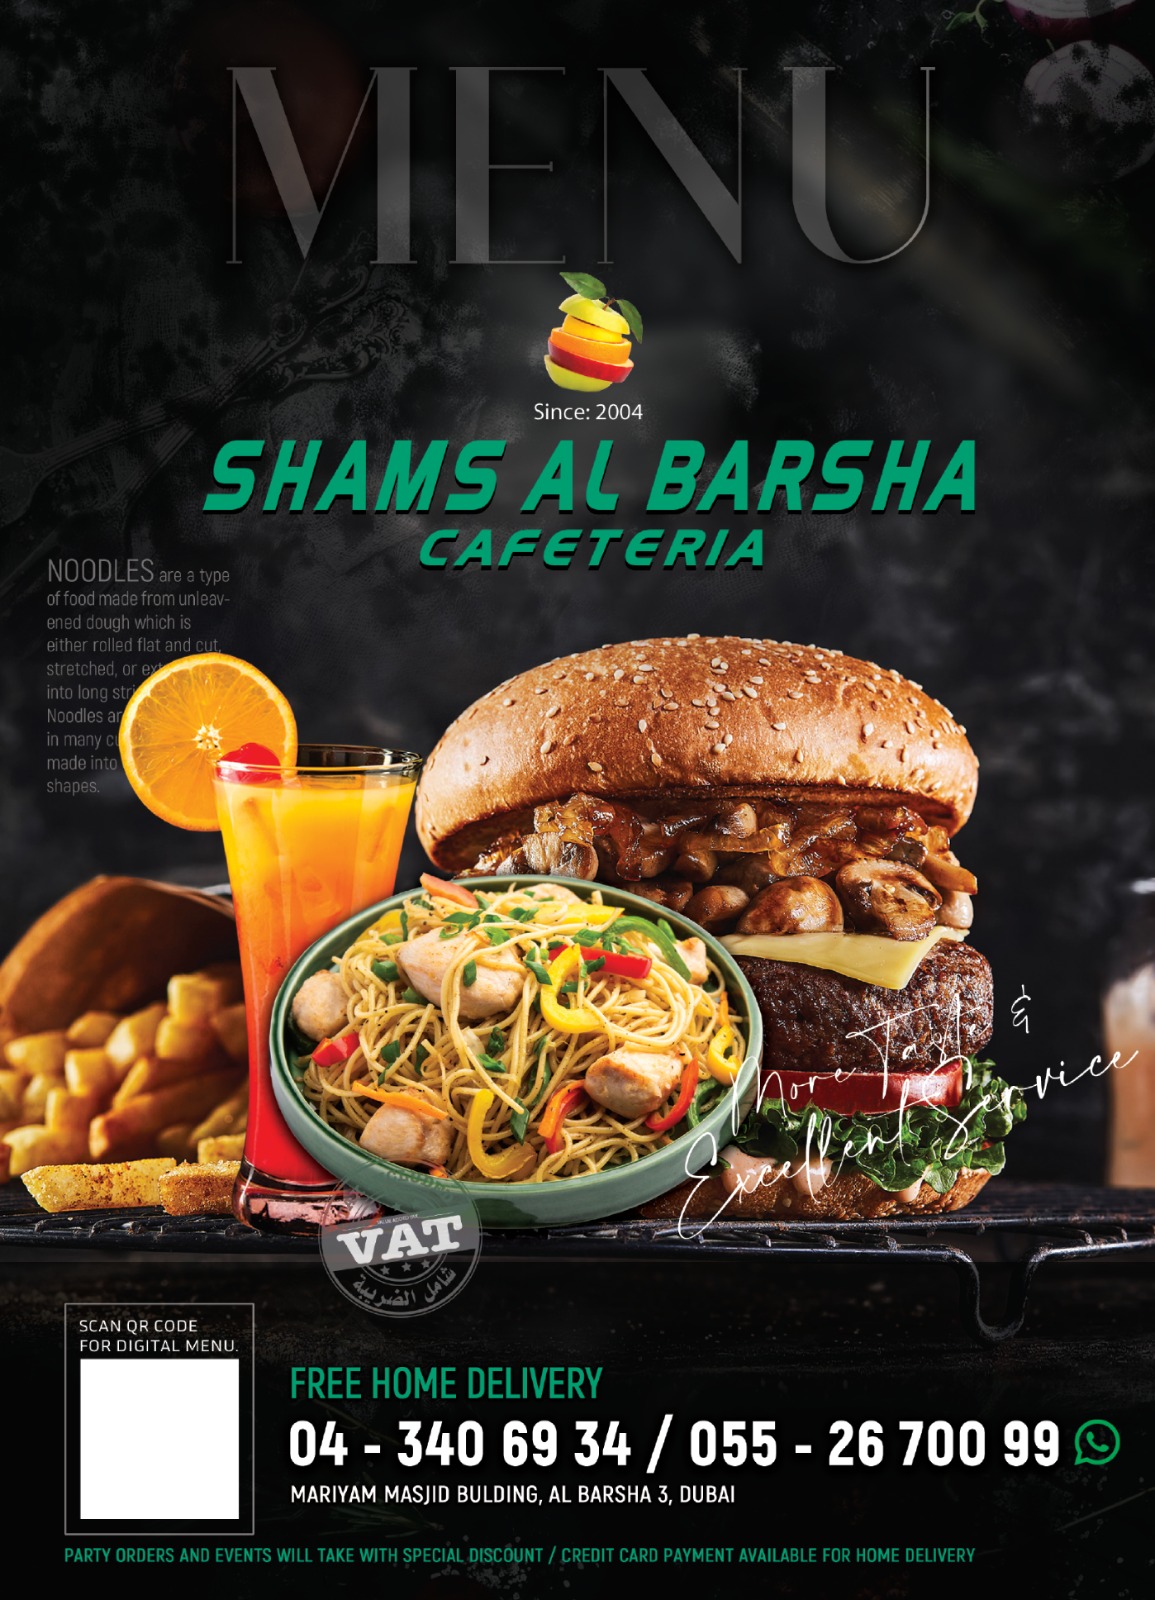 MENU
Since: 2004
SHAMS AL BARSHA
CAFETERIA
NOODLES are a type
of food made from unleav-
ened dough which is
either rolled flat and cut,
stretched, or
into long
Noodles
in many
made into
shapes.
More Taste &
Excellent Service
VAT
شامل الضريبة
SCAN QR CODE
FOR DIGITAL MENU.
FREE HOME DELIVERY
04 - 340 69 34 / 055 - 26 700 99
MARIYAM MASJID BULDING, AL BARSHA 3, DUBAI
PARTY ORDERS AND EVENTS WILL TAKE WITH SPECIAL DISCOUNT / CREDIT CARD PAYMENT AVAILABLE FOR HOME DELIVERY